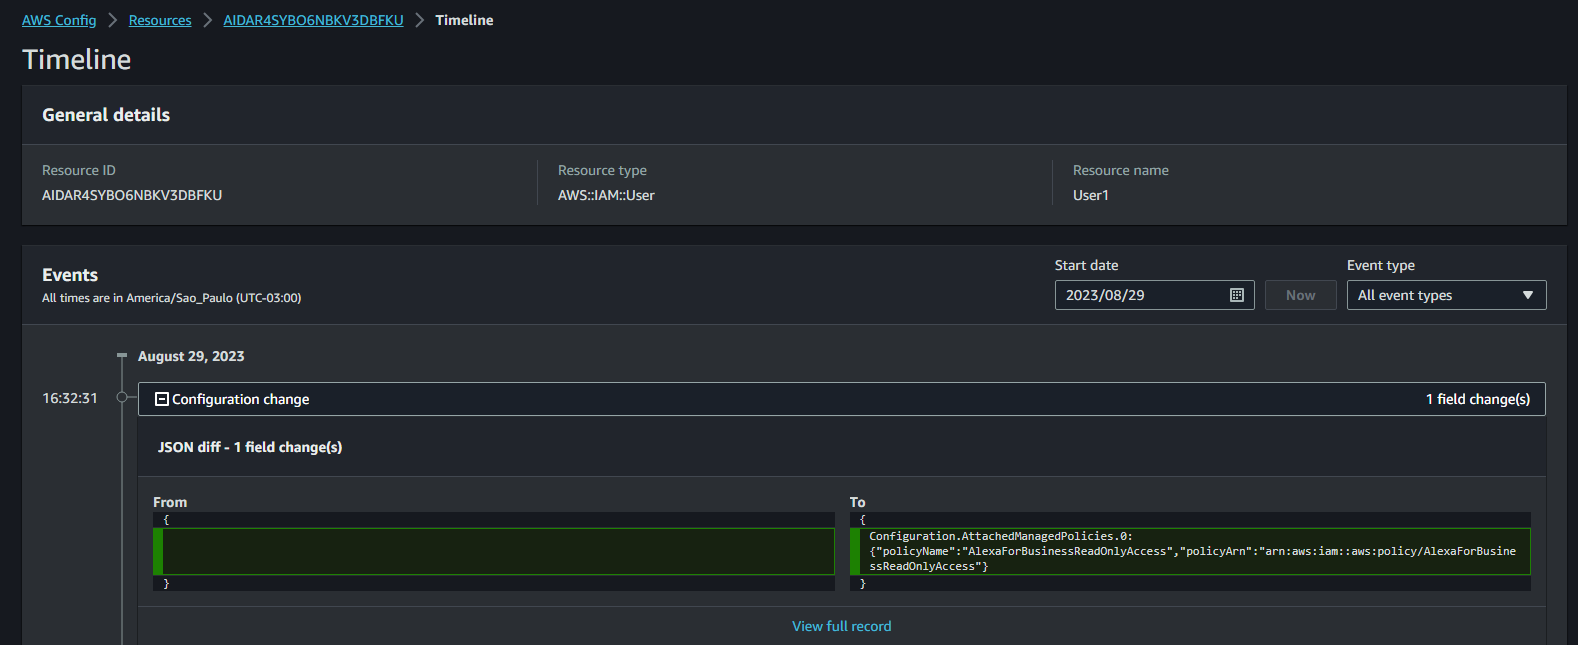 AWS Config > Resources > AIDAR4SYBO6NBKV3DBFKU > Timeline
Timeline
General details
Resource ID
AIDAR4SYBO6NBKV3DBFKU
Resource type
AWS::IAM::User
Resource name
User1
Events
All times are in America/Sao_Paulo (UTC-03:00)
Start date
2023/08/29
Now
Event type
All event types
August 29, 2023
16:32:31
Configuration change
1 field change(s)
JSON diff - 1 field change(s)
From
{
}
To
{
Configuration.AttachedManagedPolicies.0:
{"policyName":"AlexaForBusinessReadOnlyAccess","policyArn":"arn:aws:iam::aws:policy/AlexaForBusine
ssReadOnlyAccess"}
}
View full record